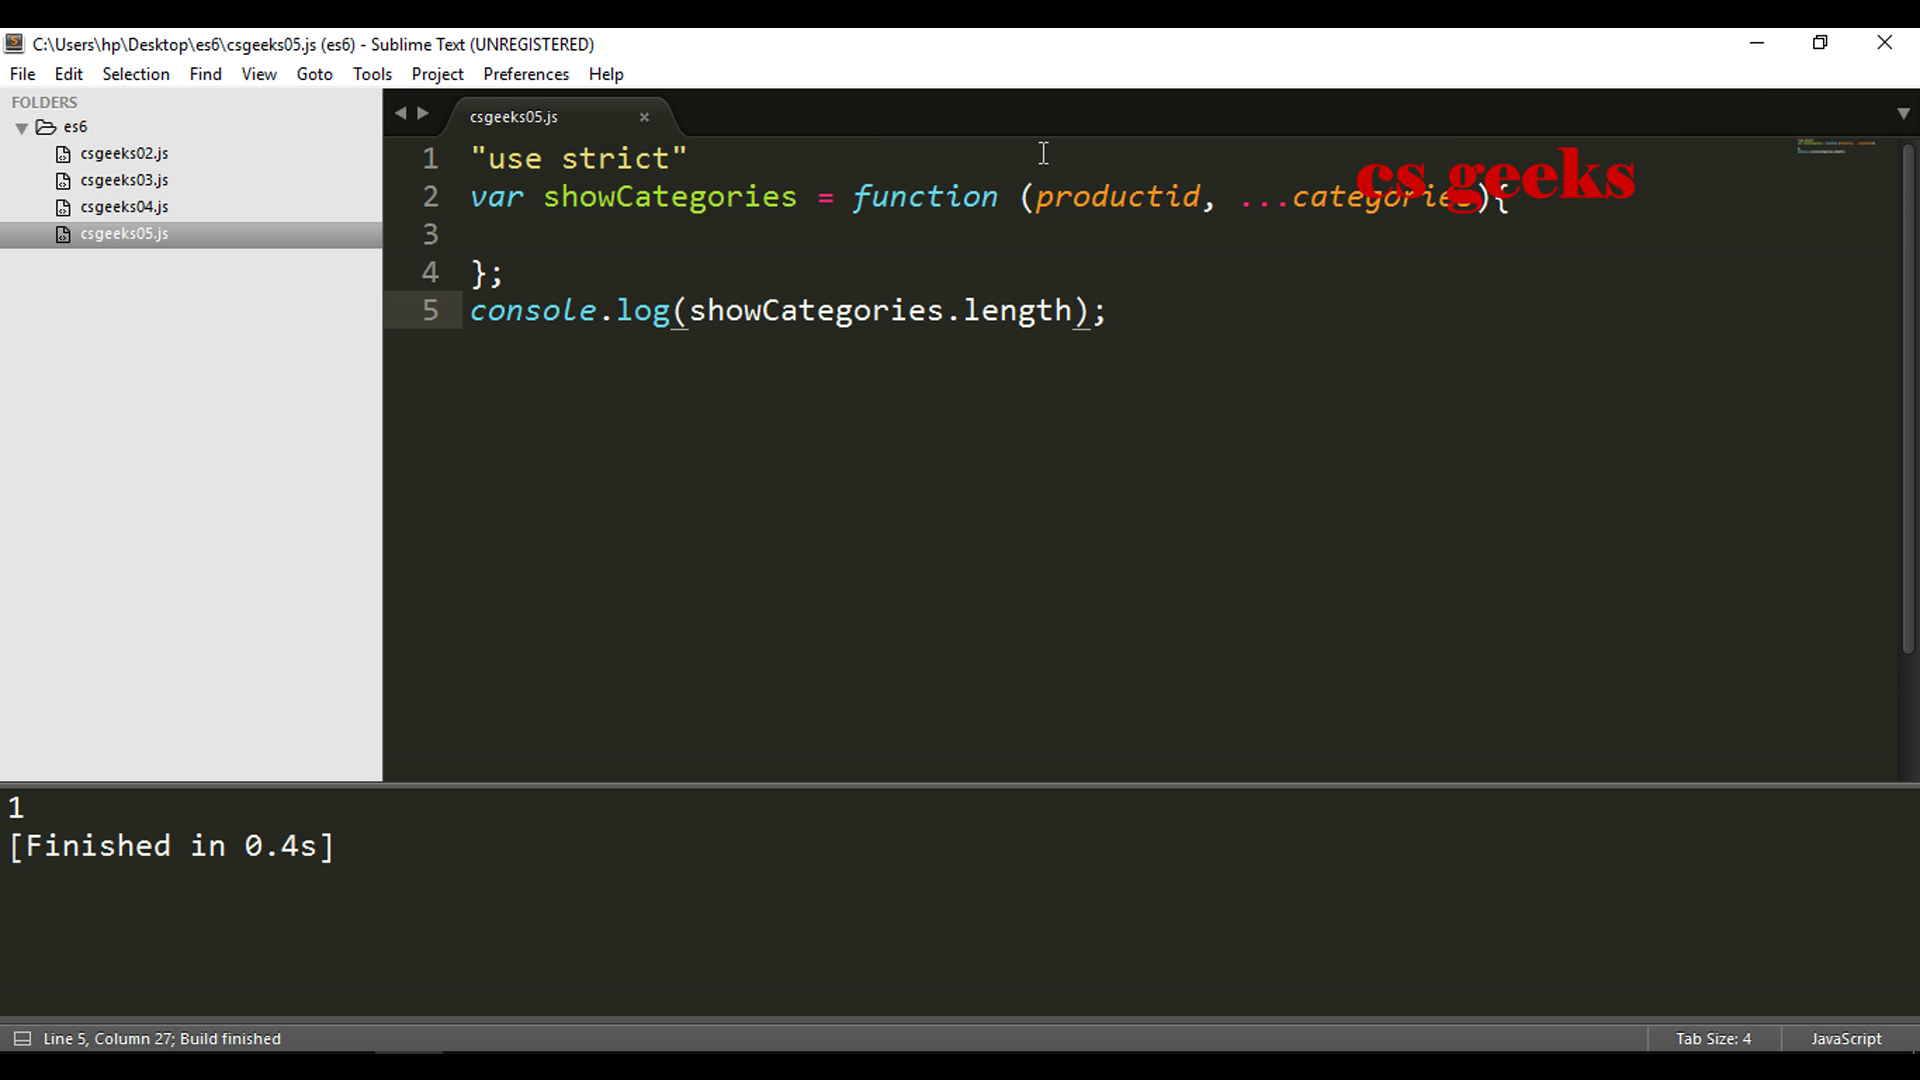 C:\Users\hp\Desktop\es6\csgeeks05.js (es6) - Sublime Text (UNREGISTERED)
File Edit Selection Find View Goto Tools Project Preferences Help
FOLDERS
es6
csgeeks02.js
csgeeks03.js
csgeeks04.js
csgeeks05.js
csgeeks05.js
cs geeks
1 "use strict"
2 var showCategories = function (productid, ...categories){
3
4 };
5 console.log(showCategories.length);
1
[Finished in 0.4s]
Line 5, Column 27; Build finished
Tab Size: 4
JavaScript